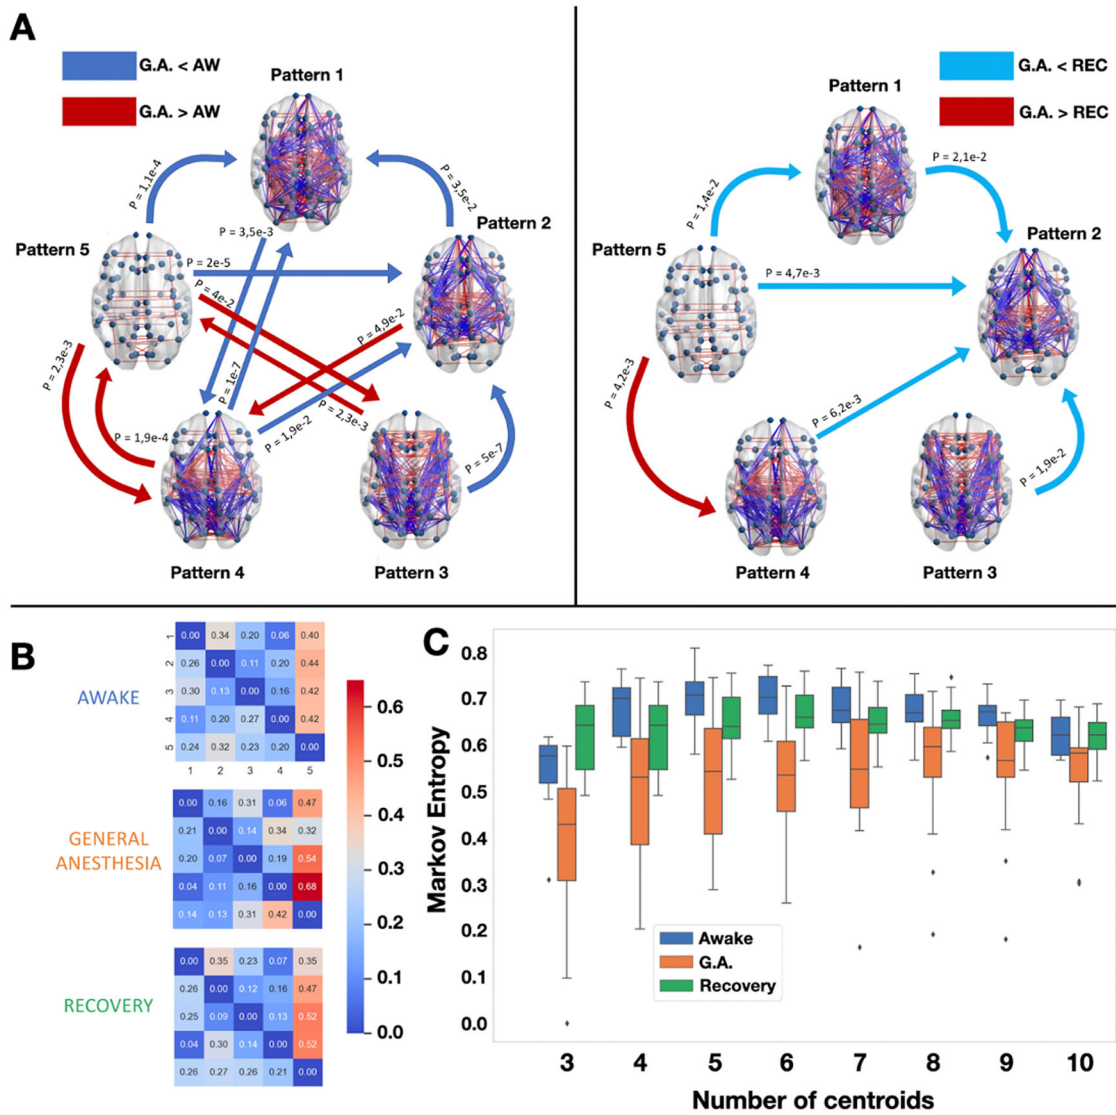 A
G.A. < AW
G.A. > AW
Pattern 1
Pattern 2
Pattern 5
Pattern 4
Pattern 3
P = 1,1e-4
P = 3,5e-2
P = 3,5e-3
P = 2e-5
P = 4e-2
P = 4,9e-2
P = 2,3e-3
P = 1e-7
P = 1,9e-4
P = 1,9e-2
P = 2,3e-3
P = 5e-7
G.A. < REC
G.A. > REC
Pattern 1
Pattern 2
Pattern 5
Pattern 4
Pattern 3
P = 1,4e-2
P = 2,1e-2
P = 4,7e-3
P = 4,2e-3
P = 6,2e-3
P = 1,9e-2
B
AWAKE
1 0.00 0.34 0.20 0.06 0.40
2 0.26 0.00 0.11 0.20 0.44
3 0.30 0.13 0.00 0.16 0.42
4 0.11 0.20 0.27 0.00 0.42
5 0.24 0.32 0.23 0.20 0.00
1 2 3 4 5
GENERAL
ANESTHESIA
0.00 0.16 0.31 0.06 0.47
0.21 0.00 0.14 0.34 0.32
0.20 0.07 0.00 0.19 0.54
0.04 0.11 0.16 0.00 0.68
0.14 0.13 0.31 0.42 0.00
RECOVERY
0.00 0.35 0.23 0.07 0.35
0.26 0.00 0.12 0.16 0.47
0.25 0.09 0.00 0.13 0.52
0.04 0.30 0.14 0.00 0.52
0.26 0.27 0.26 0.21 0.00
0.6
0.5
0.4
0.3
0.2
0.1
0.0
C
Markov Entropy
0.8
0.7
0.6
0.5
0.4
0.3
0.2
0.1
0.0
Awake
G.A.
Recovery
3 4 5 6 7 8 9 10
Number of centroids